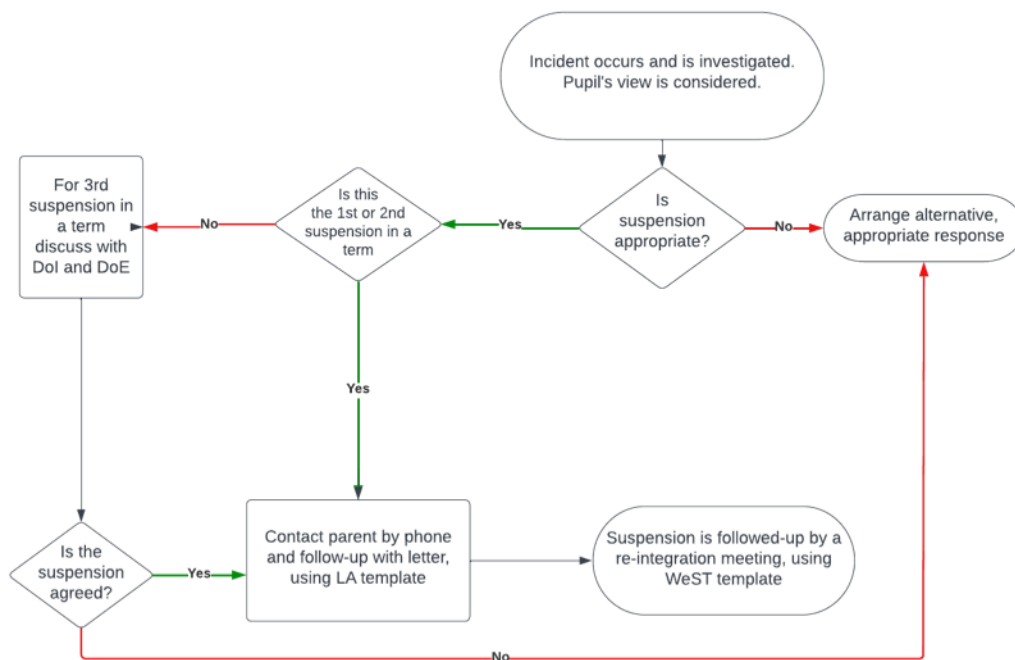 Incident occurs and is investigated.
Pupil's view is considered.
Is
suspension
appropriate?
Yes
No
Arrange alternative,
appropriate response
Is this
the 1st or 2nd
suspension in a
term
No
For 3rd
suspension in
a term
discuss with
DoI and DoE
Yes
Is the
suspension
agreed?
Yes
Contact parent by phone
and follow-up with letter,
using LA template
Suspension is followed-up by a
re-integration meeting, using
WeST template
No